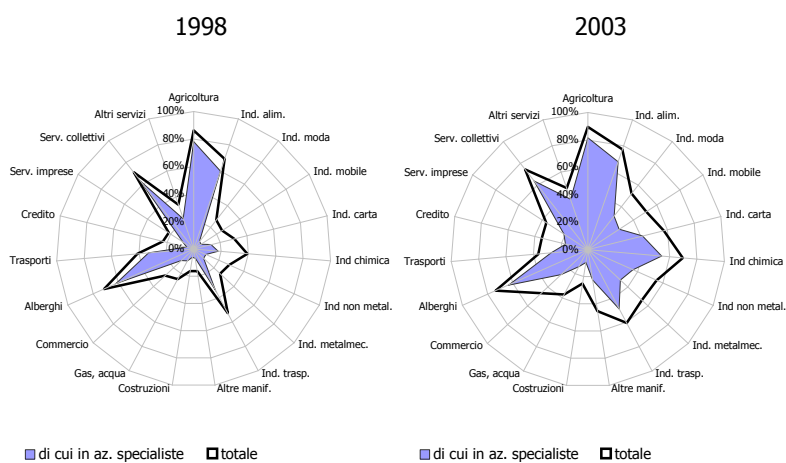 1998
2003
Agricoltura
100%
Ind. alim.
Altri servizi
80%
Serv. collettivi
Ind. moda
60%
Serv. imprese
Ind. mobile
40%
Credito
20%
Ind. carta
0%
Trasporti
Ind chimica
Alberghi
Ind non metal.
Commercio
Ind. metalmec.
Gas, acqua
Ind. trasp.
Costruzioni
Altre manif.
di cui in az. specialiste
totale
Agricoltura
100%
Ind. alim.
Altri servizi
80%
Serv. collettivi
Ind. moda
60%
Serv. imprese
Ind. mobile
40%
Credito
20%
Ind. carta
0%
Trasporti
Ind chimica
Alberghi
Ind non metal.
Commercio
Ind. metalmec.
Gas, acqua
Ind. trasp.
Costruzioni
Altre manif.
di cui in az. specialiste
totale